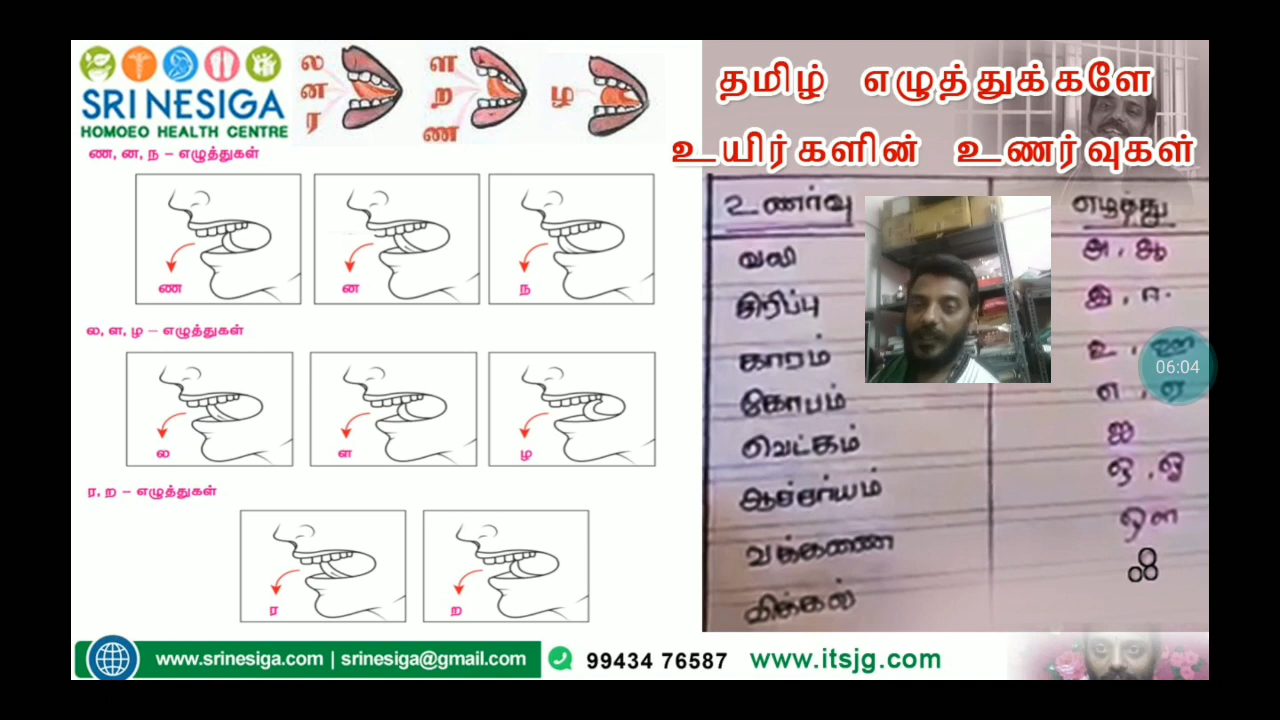 ல
ன
ர
ள
ற
ண
ழ
SRI NESIGA
HOMOEO HEALTH CENTRE
ண, ன, ந – எழுத்துகள்
ண
ன
ந
ல, ள, ழ – எழுத்துகள்
ல
ள
ழ
ர, ற – எழுத்துகள்
ர
ற
தமிழ் எழுத்துக்களே
உயிர்களின் உணர்வுகள்
உணர்வு எழுத்து
வலி அ, ஆ
சிரிப்பு இ, ஈ.
காரம் உ, ஊ
கோபம் எ, ஏ
வெட்கம் ஐ
ஆச்சர்யம் ஒ, ஓ
வக்கணை ஔ
விக்கல் ஃ
06:04
www.srinesiga.com | srinesiga@gmail.com 99434 76587 www.itsjg.com